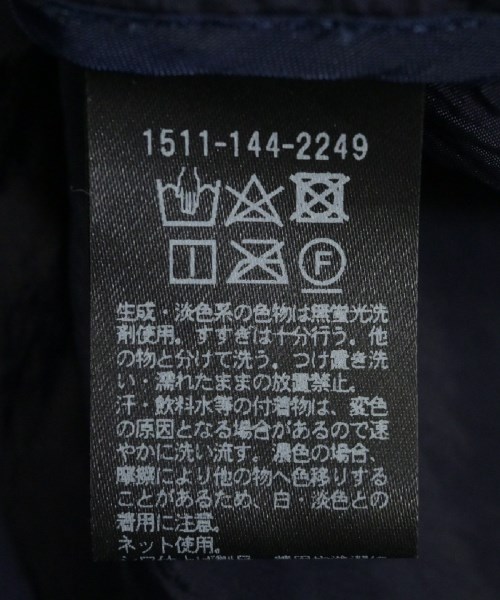 1511-144-2249
F
生成・淡色系の色物は無蛍光洗
剤使用。すすぎは十分行う。他
の物と分けて洗う。つけ置き洗
い・濡れたままの放置禁止。
汗・飲料水等の付着物は、変色
の原因となる場合があるので速
やかに洗い流す。濃色の場合、
摩擦により他の物へ色移りする
ことがあるため、白・淡色との
着用に注意。
ネット使用。